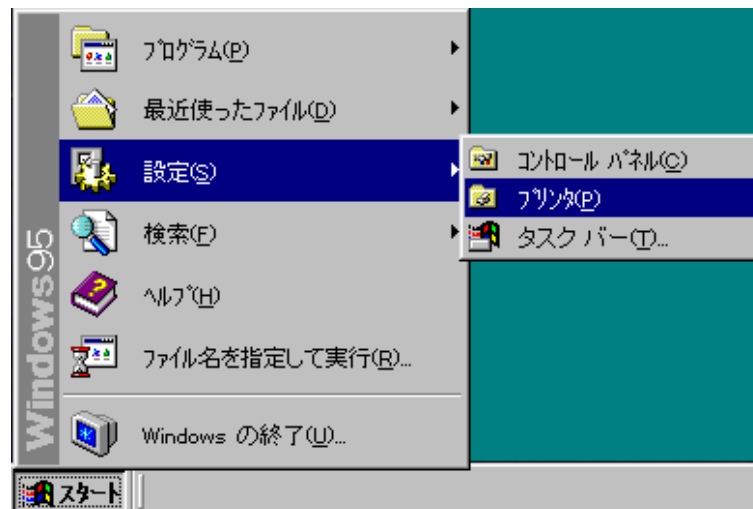 Windows95
ﾌﾟﾛｸﾞﾗﾑ(P)
最近使ったﾌｧｲﾙ(D)
設定(S)
検索(F)
ﾍﾙﾌﾟ(H)
ﾌｧｲﾙ名を指定して実行(R)...
Windows の終了(U)...
ｺﾝﾄﾛｰﾙ ﾊﾟﾈﾙ(C)
ﾌﾟﾘﾝﾀ(P)
タスク バー(T)...
スタート